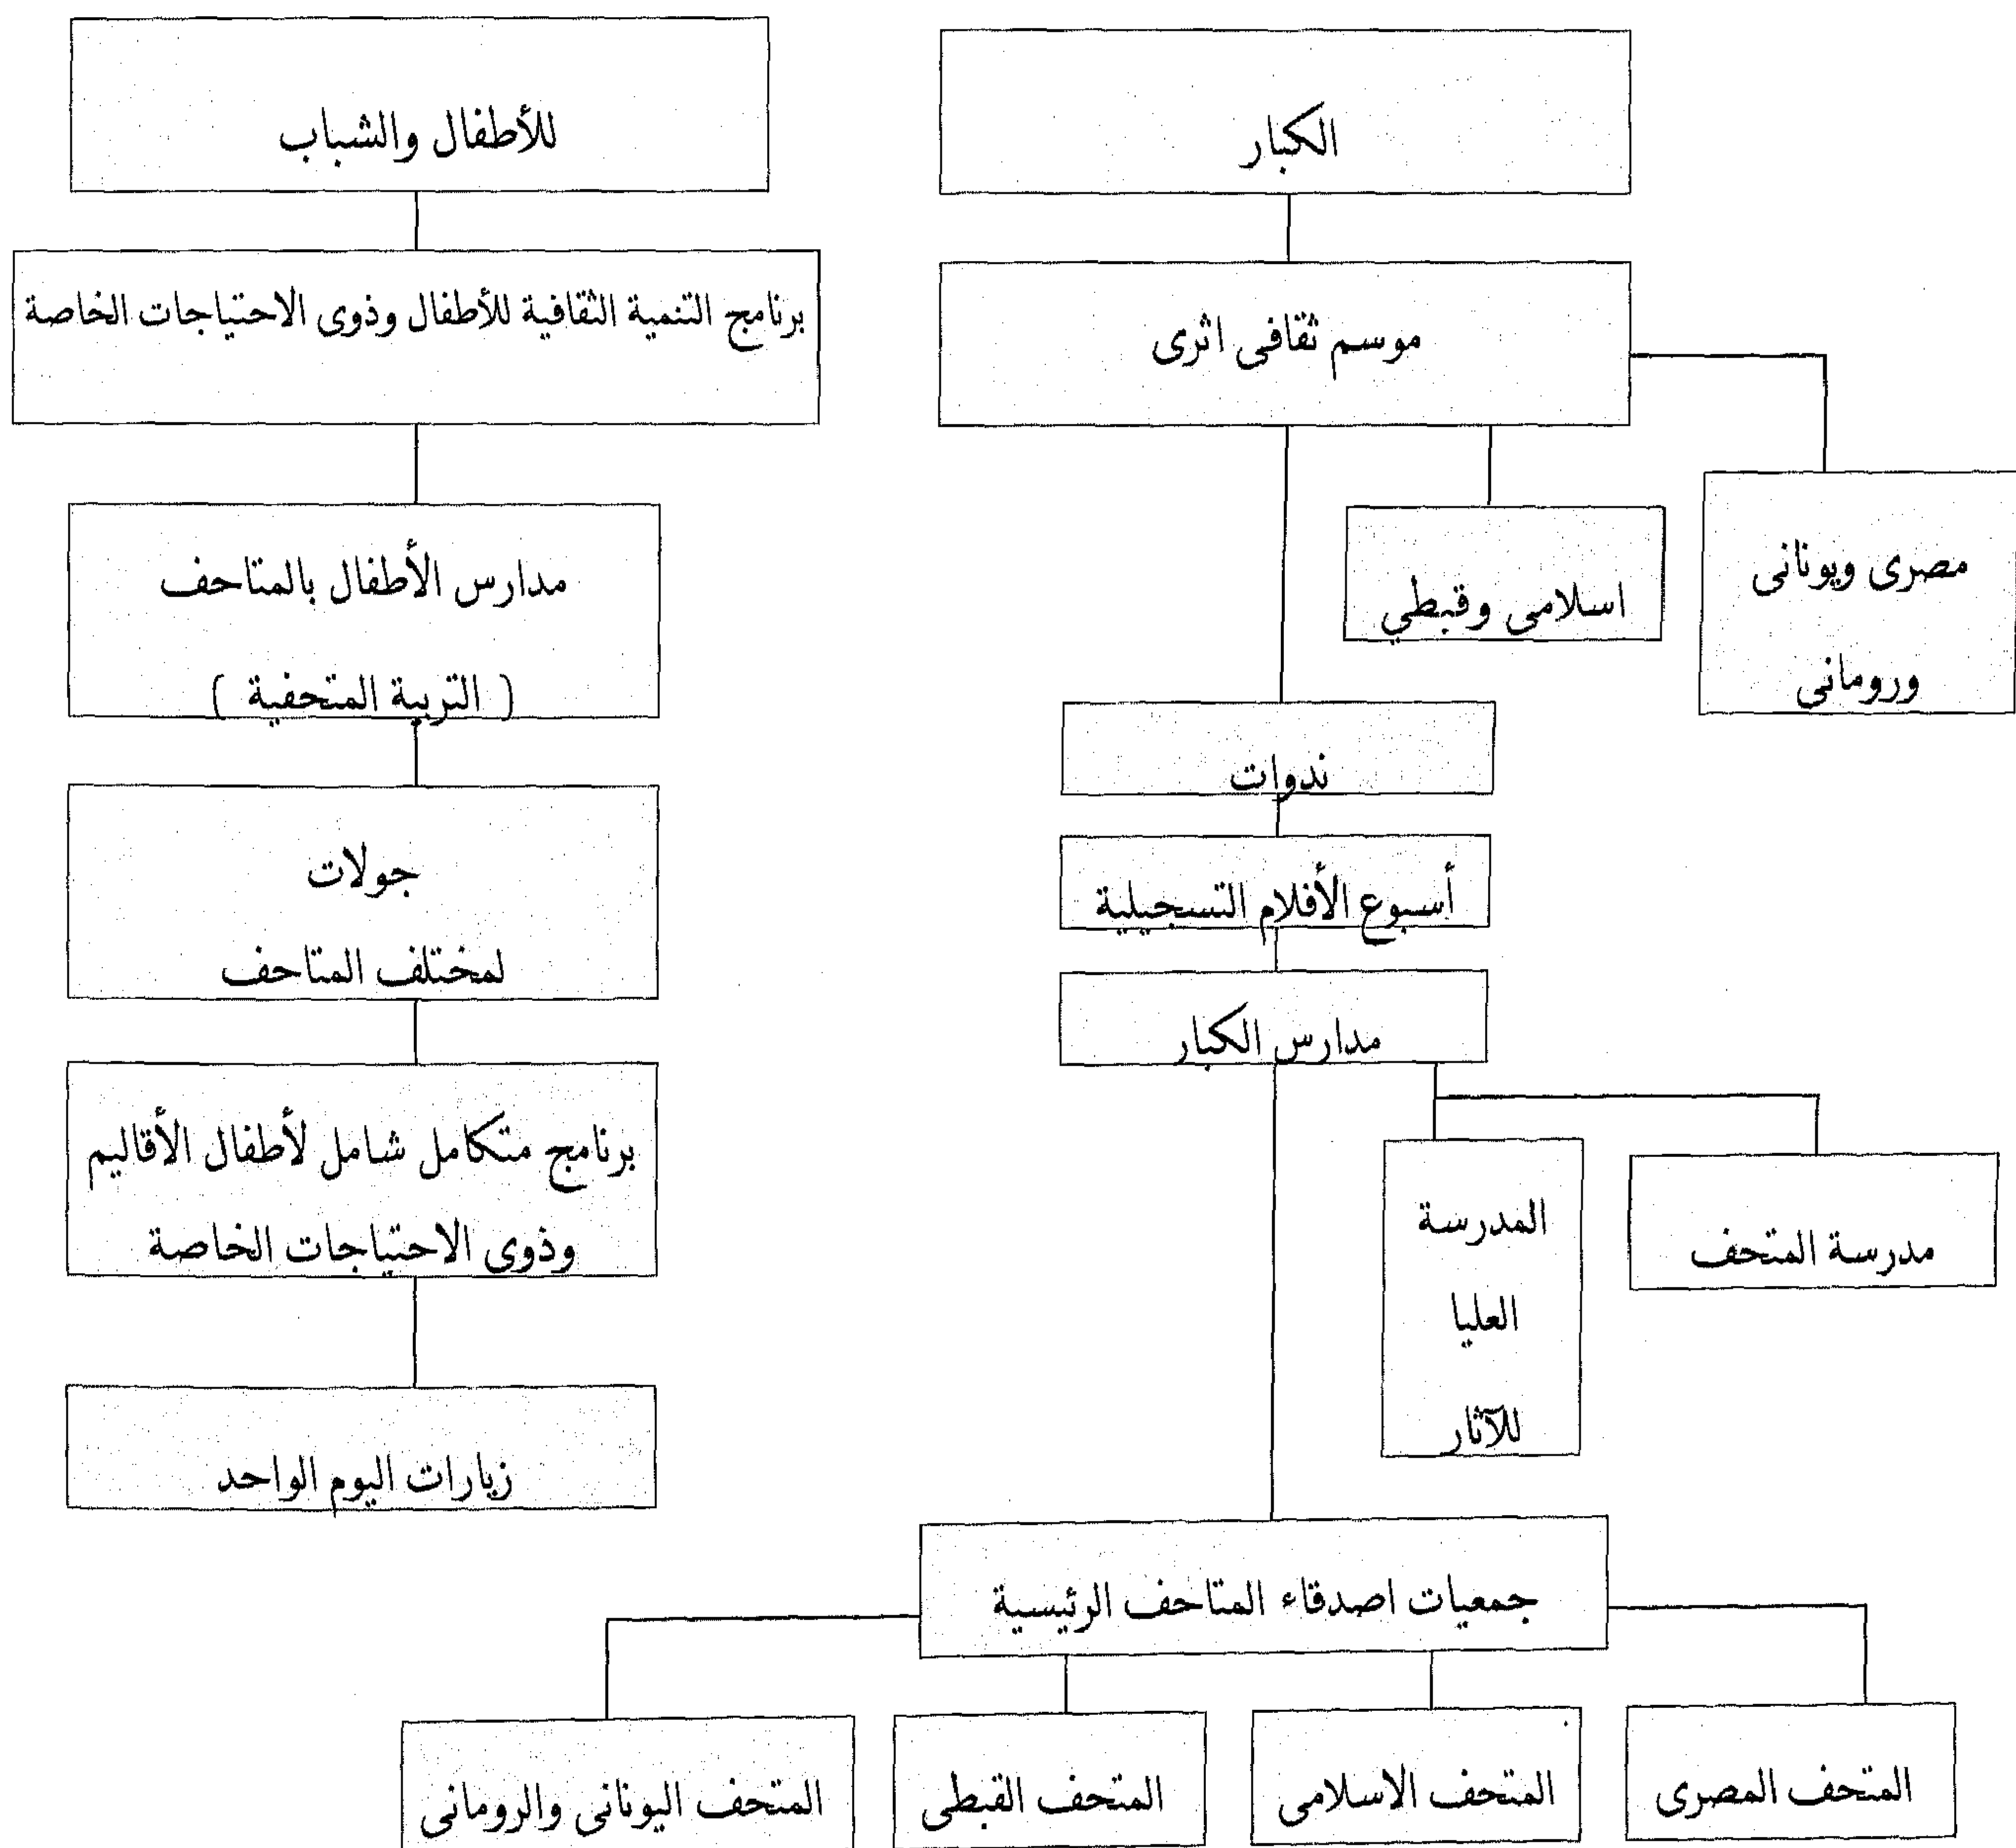 الكبار
موسم ثقافى اثرى
مصرى ويونانى
ورومانى
اسلامى وقبطي
ندوات
أسبوع الأفلام التسجيلية
مدارس الكبار
مدرسة المتحف
المدرسة
العليا
للآثار
جمعيات اصدقاء المتاحف الرئيسية
المتحف المصرى
المتحف الاسلامى
المتحف القبطى
المتحف اليونانى والرومانى
للأطفال والشباب
برنامج التنمية الثقافية للأطفال وذوى الاحتياجات الخاصة
مدارس الأطفال بالمتاحف
( التربية المتحفية )
جولات
لمختلف المتاحف
برنامج متكامل شامل لأطفال الأقاليم
وذوى الاحتياجات الخاصة
زيارات اليوم الواحد